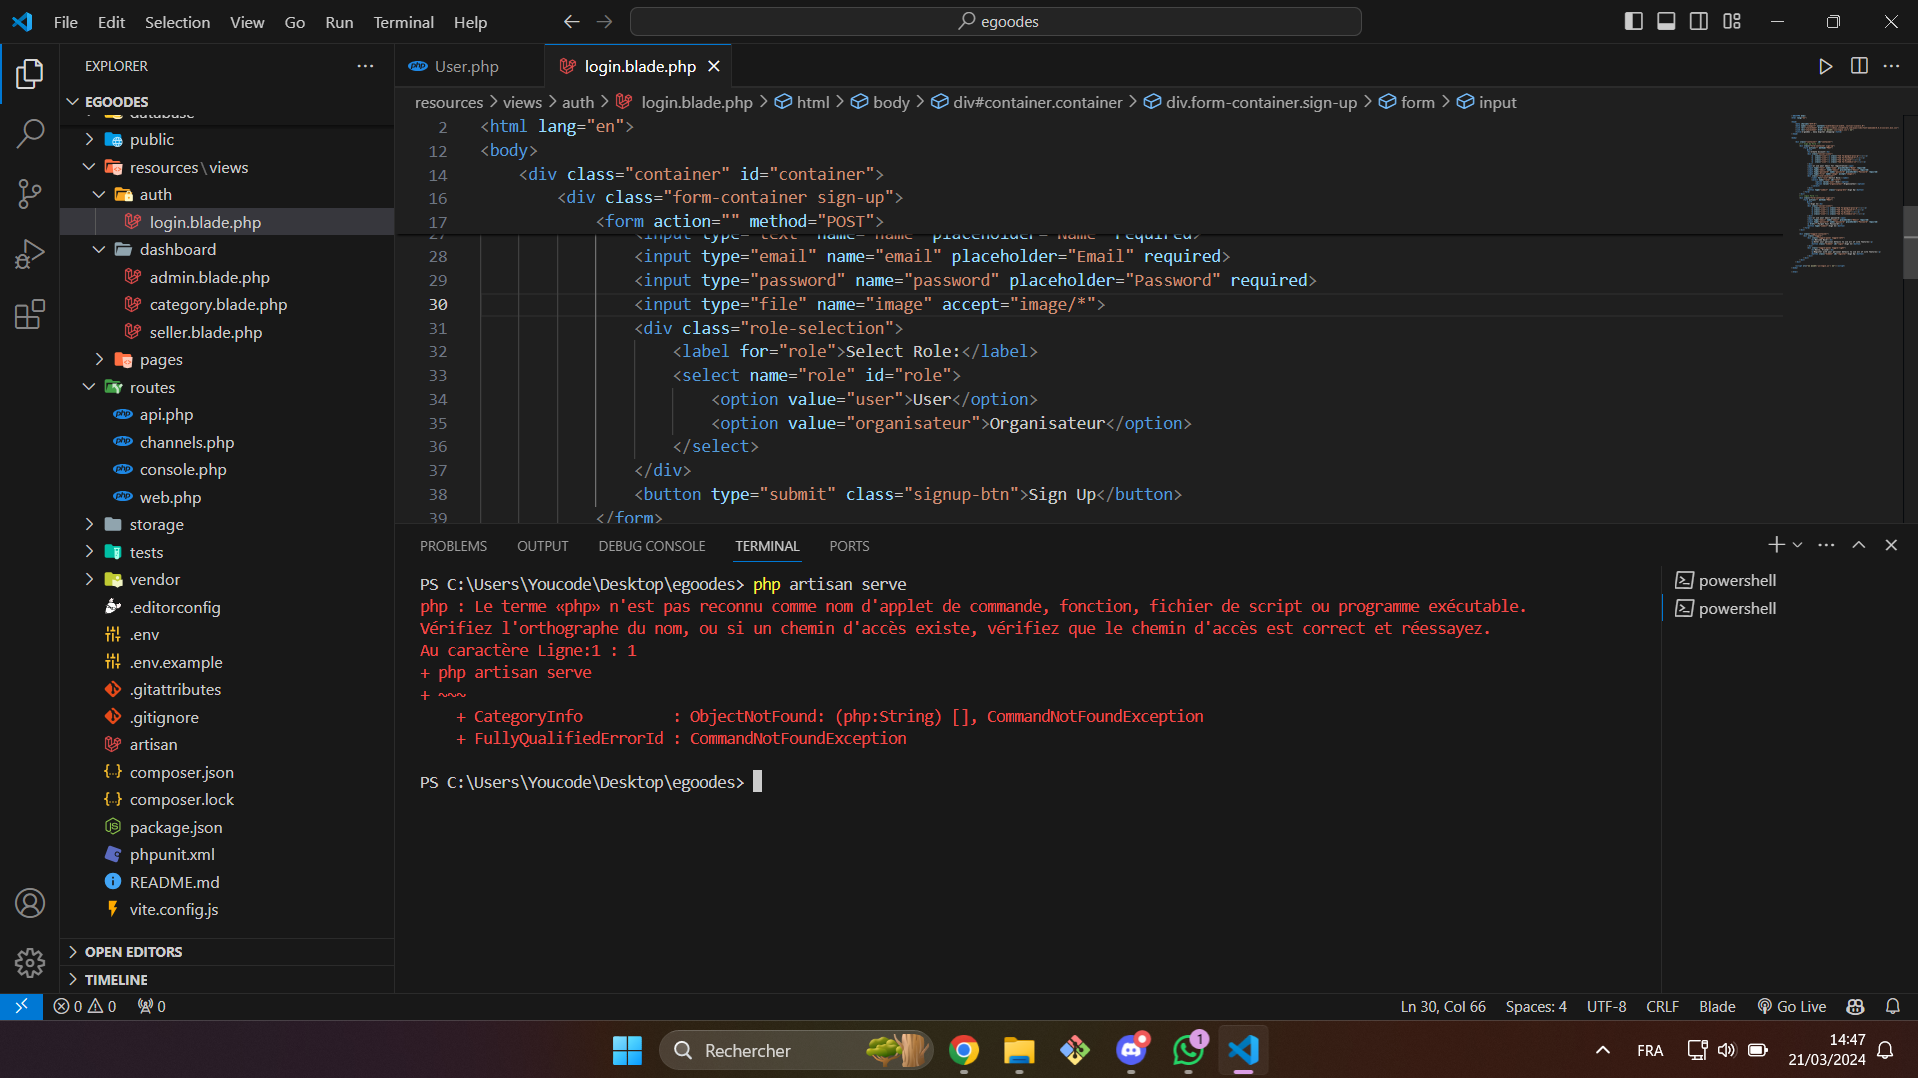 File Edit Selection View Go Run Terminal Help
egoodes
EXPLORER
EGOODES
database
public
resources\views
auth
login.blade.php
dashboard
admin.blade.php
category.blade.php
seller.blade.php
pages
routes
api.php
channels.php
console.php
web.php
storage
tests
vendor
.editorconfig
.env
.env.example
.gitattributes
.gitignore
artisan
composer.json
composer.lock
package.json
phpunit.xml
README.md
vite.config.js
OPEN EDITORS
TIMELINE
User.php
login.blade.php
resources > views > auth > login.blade.php > html > body > div#container.container > div.form-container.sign-up > form > input
2 <html lang="en">
12 <body>
14 <div class="container" id="container">
16 <div class="form-container sign-up">
17 <form action="" method="POST">
27 <input type="text" name="name" placeholder="Name" required>
28 <input type="email" name="email" placeholder="Email" required>
29 <input type="password" name="password" placeholder="Password" required>
30 <input type="file" name="image" accept="image/*">
31 <div class="role-selection">
32 <label for="role">Select Role:</label>
33 <select name="role" id="role">
34 <option value="user">User</option>
35 <option value="organisateur">Organisateur</option>
36 </select>
37 </div>
38 <button type="submit" class="signup-btn">Sign Up</button>
39 </form>
PROBLEMS OUTPUT DEBUG CONSOLE TERMINAL PORTS
PS C:\Users\Youcode\Desktop\egoodes> php artisan serve
php : Le terme «php» n'est pas reconnu comme nom d'applet de commande, fonction, fichier de script ou programme exécutable.
Vérifiez l'orthographe du nom, ou si un chemin d'accès existe, vérifiez que le chemin d'accès est correct et réessayez.
Au caractère Ligne:1 : 1
+ php artisan serve
+ ~~~
+ CategoryInfo : ObjectNotFound: (php:String) [], CommandNotFoundException
+ FullyQualifiedErrorId : CommandNotFoundException
PS C:\Users\Youcode\Desktop\egoodes>
powershell
powershell
0 0 0
Ln 30, Col 66 Spaces: 4 UTF-8 CRLF Blade Go Live
Rechercher
1
FRA
14:47
21/03/2024